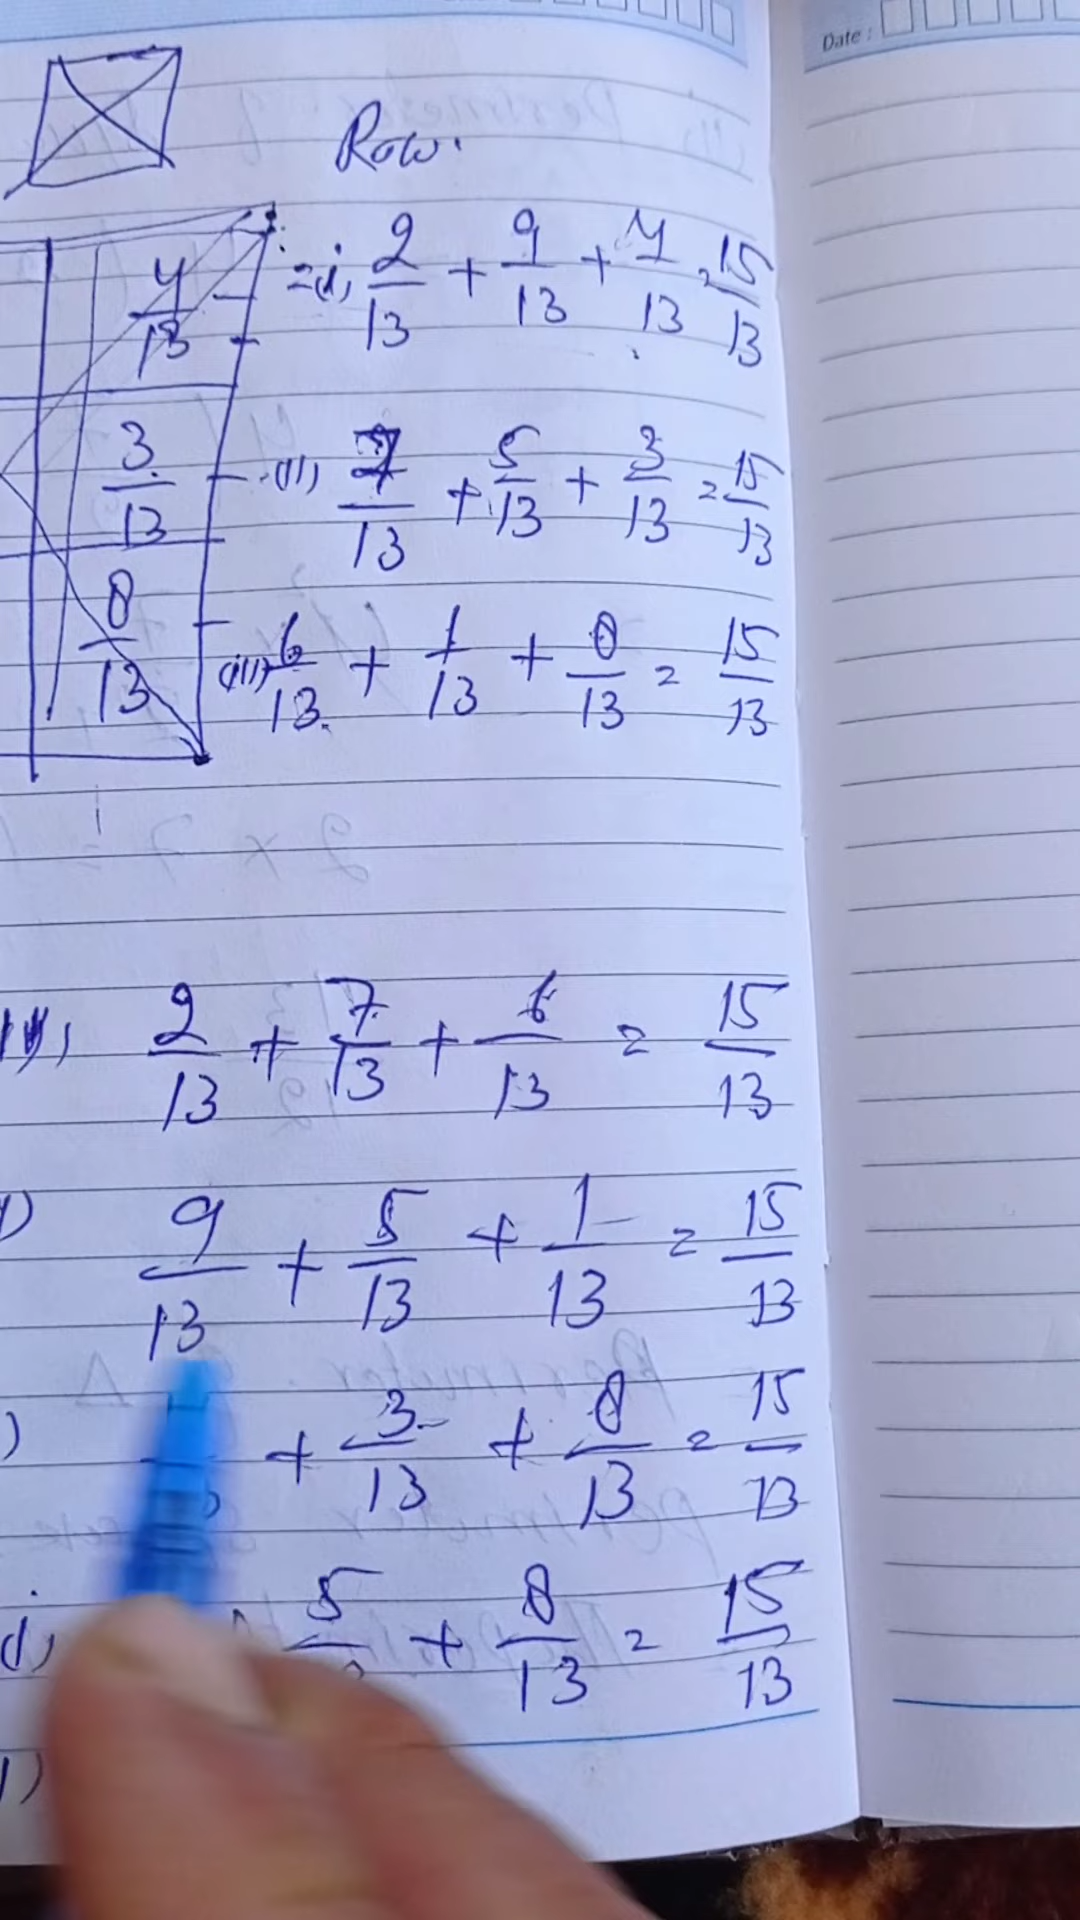 Date :
Row.
4/13 =(i) 2/13 + 9/13 + 4/13 = 15/13
3/13 (ii) 7/13 + 5/13 + 3/13 = 15/13
8/13 (iii) 6/13 + 1/13 + 8/13 = 15/13
2/13 + 7/13 + 6/13 = 15/13
9/13 + 5/13 + 1/13 = 15/13
) + 3/13 + 8/13 = 15/13
5 + 8/13 = 15/13